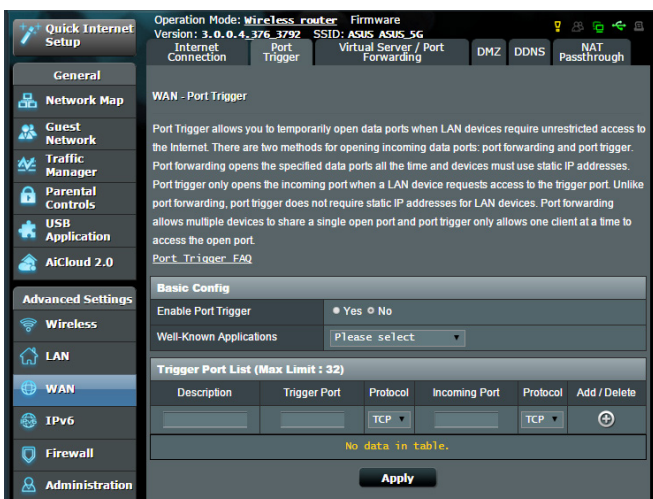 Quick Internet
Setup
General
Network Map
Guest
Network
Traffic
Manager
Parental
Controls
USB
Application
AiCloud 2.0
Advanced Settings
Wireless
LAN
WAN
IPv6
Firewall
Administration
Operation Mode: Wireless router Firmware
Version: 3.0.0.4_376_3792 SSID: ASUS ASUS_5G
Internet
Connection
Port
Trigger
Virtual Server / Port
Forwarding
DMZ
DDNS
NAT
Passthrough
WAN - Port Trigger
Port Trigger allows you to temporarily open data ports when LAN devices require unrestricted access to
the Internet. There are two methods for opening incoming data ports: port forwarding and port trigger.
Port forwarding opens the specified data ports all the time and devices must use static IP addresses.
Port trigger only opens the incoming port when a LAN device requests access to the trigger port. Unlike
port forwarding, port trigger does not require static IP addresses for LAN devices. Port forwarding
allows multiple devices to share a single open port and port trigger only allows one client at a time to
access the open port.
Port Trigger FAQ
Basic Config
Enable Port Trigger Yes No
Well-Known Applications Please select
Trigger Port List (Max Limit : 32)
Description Trigger Port Protocol Incoming Port Protocol Add / Delete
TCP TCP
No data in table.
Apply